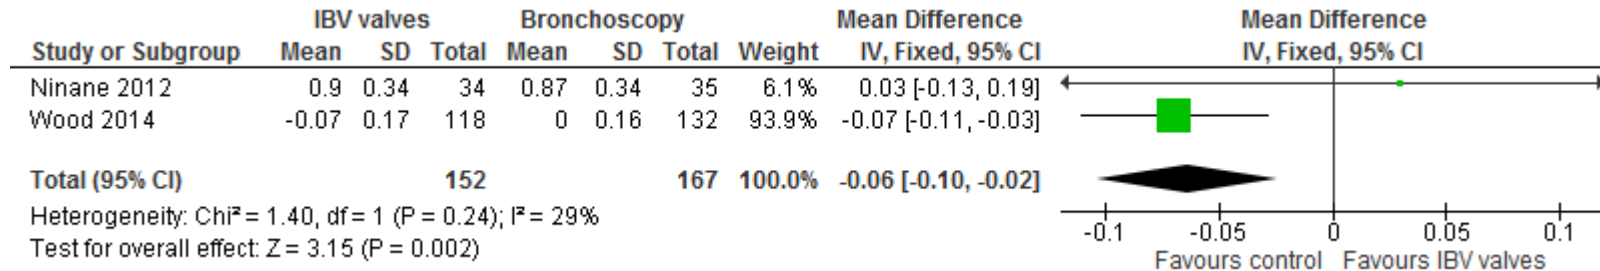 IBV valves Bronchoscopy Mean Difference Mean Difference
Study or Subgroup Mean SD Total Mean SD Total Weight IV, Fixed, 95% CI IV, Fixed, 95% CI
Ninane 2012 0.9 0.34 34 0.87 0.34 35 6.1% 0.03 [-0.13, 0.19]
Wood 2014 -0.07 0.17 118 0 0.16 132 93.9% -0.07 [-0.11, -0.03]
Total (95% CI) 152 167 100.0% -0.06 [-0.10, -0.02]
Heterogeneity: Chi² = 1.40, df = 1 (P = 0.24); I² = 29%
Test for overall effect: Z = 3.15 (P = 0.002)
-0.1 -0.05 0 0.05 0.1
Favours control Favours IBV valves